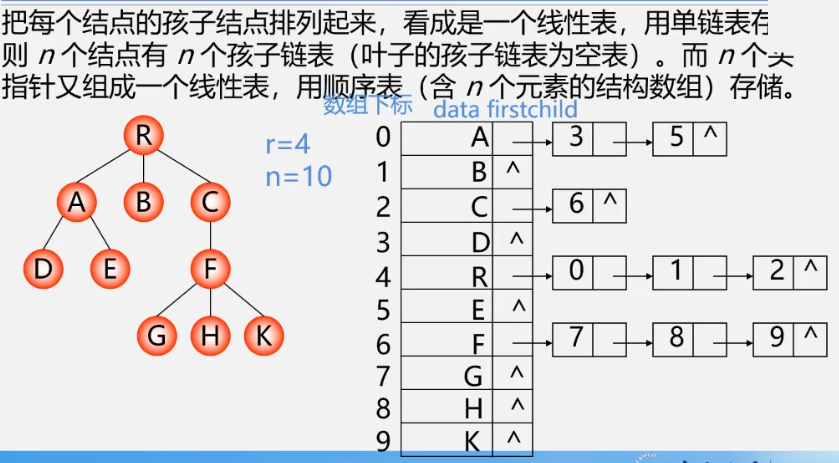 把每个结点的孩子结点排列起来，看成是一个线性表，用单链表存
则 n 个结点有 n 个孩子链表（叶子的孩子链表为空表）。而 n 个头
指针又组成一个线性表，用顺序表（含 n 个元素的结构数组）存储。
数组下标 data firstchild
R
r=4
n=10
A B C
D E F
G H K
0 A 3 5 ^
1 B ^
2 C 6 ^
3 D ^
4 R 0 1 2 ^
5 E ^
6 F 7 8 9 ^
7 G ^
8 H ^
9 K ^